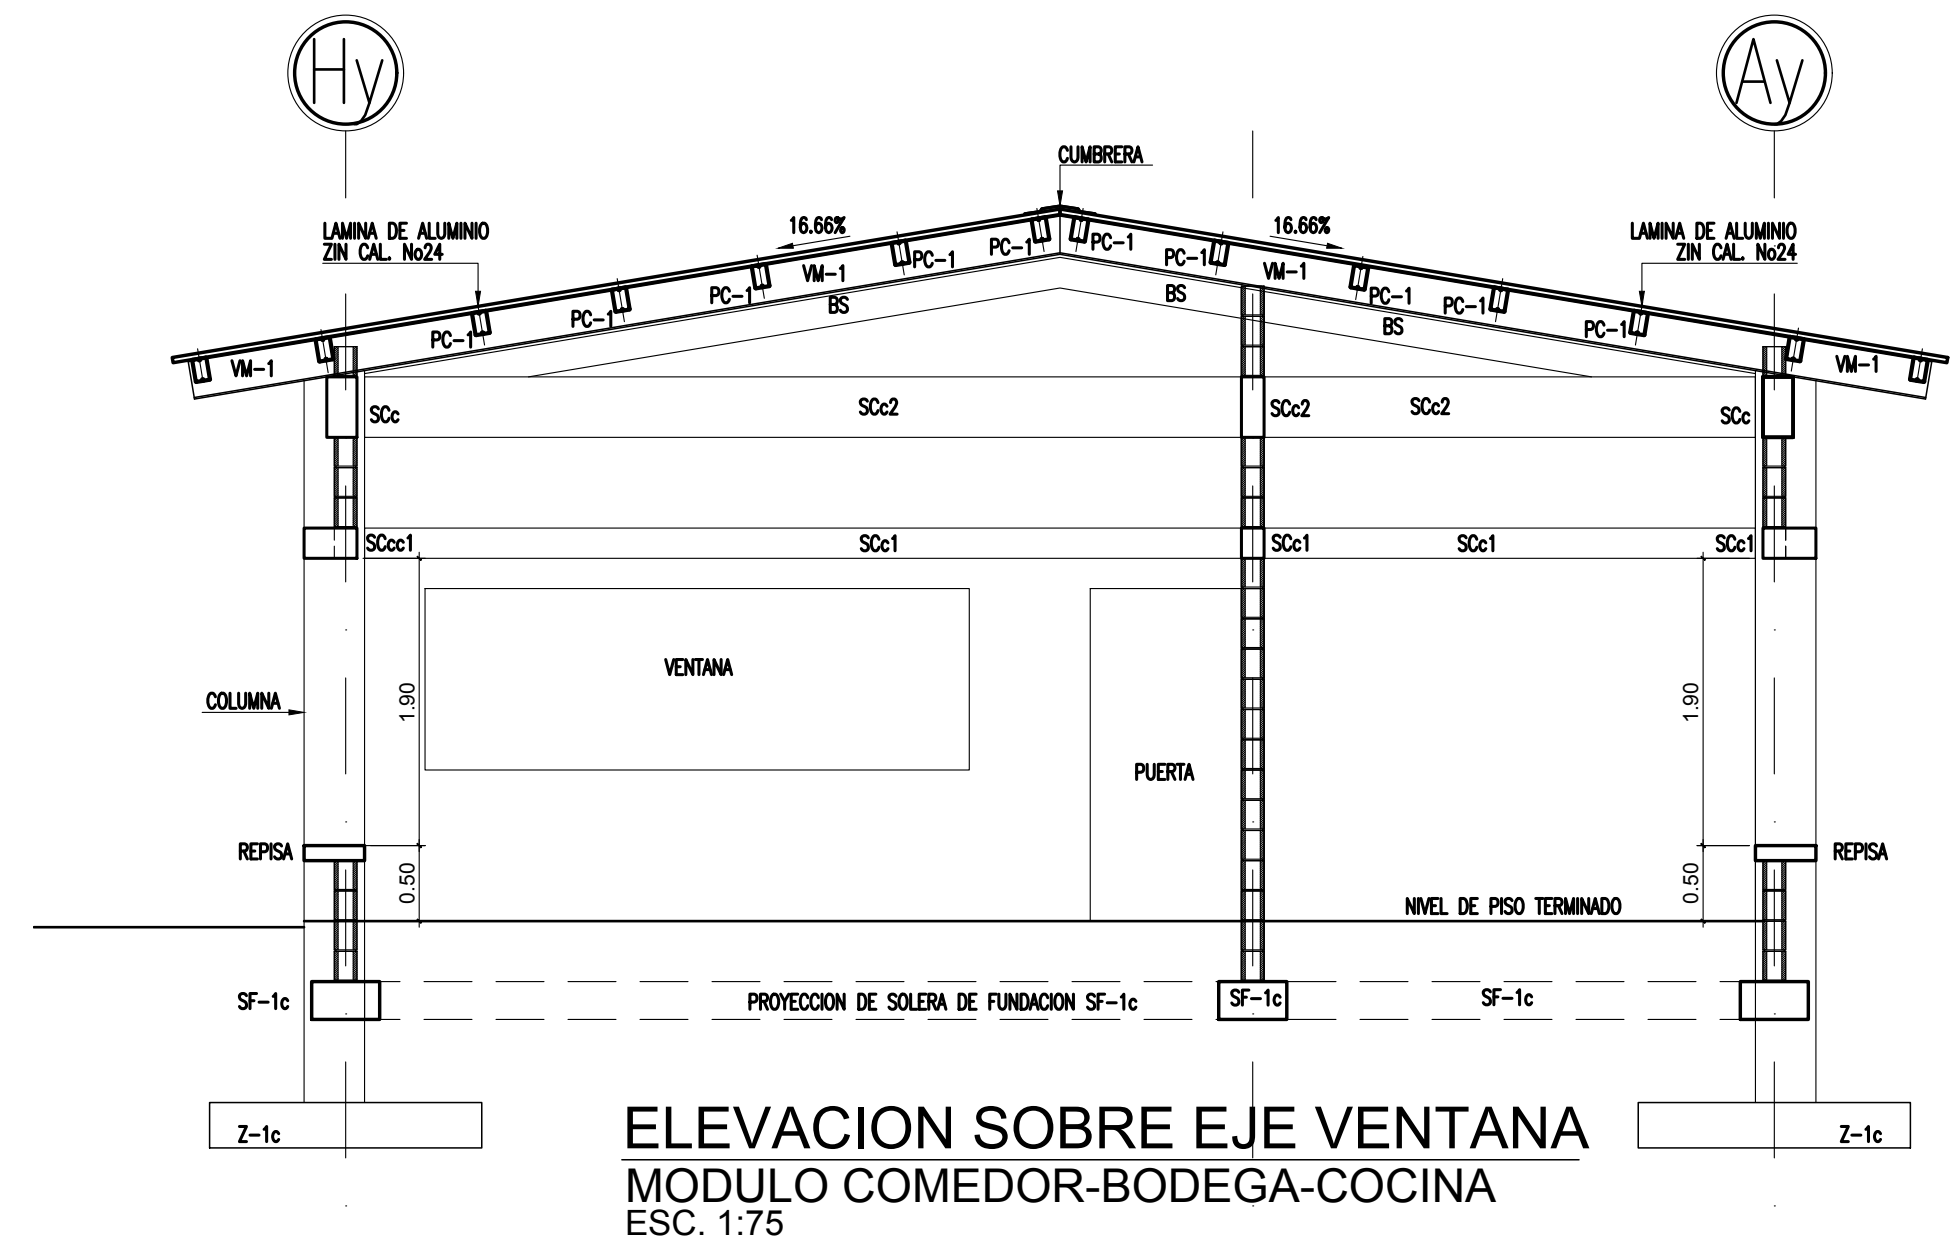 Hy
Ay
CUMBRERA
LAMINA DE ALUMINIO
ZIN CAL. No24
16.66%
16.66%
LAMINA DE ALUMINIO
ZIN CAL. No24
PC-1
PC-1
PC-1
PC-1
VM-1
VM-1
PC-1
PC-1
PC-1
BS
BS
PC-1
PC-1
PC-1
BS
VM-1
VM-1
SCc
SCc2
SCc2
SCc2
SCc
SCcc1
SCc1
SCc1
SCc1
SCc1
VENTANA
COLUMNA
1.90
1.90
PUERTA
REPISA
REPISA
0.50
0.50
NIVEL DE PISO TERMINADO
SF-1c
PROYECCION DE SOLERA DE FUNDACION SF-1c
SF-1c
SF-1c
Z-1c
Z-1c
ELEVACION SOBRE EJE VENTANA
MODULO COMEDOR-BODEGA-COCINA
ESC. 1:75